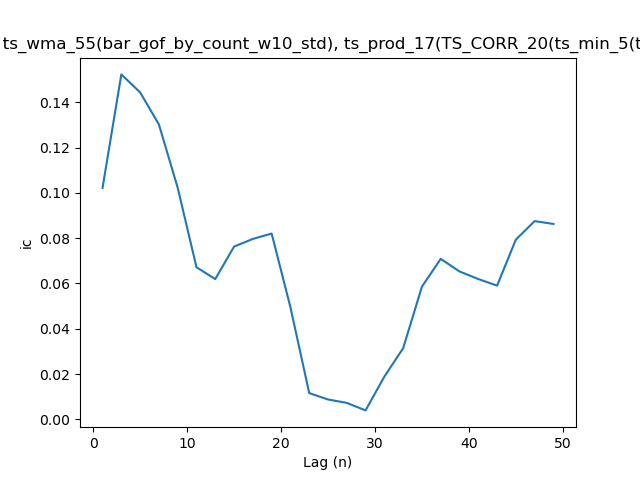 ts_wma_55(bar_gof_by_count_w10_std), ts_prod_17(TS_CORR_20(ts_min_5(t
0.14
0.12
0.10
0.08
0.06
0.04
0.02
0.00
ic
0 10 20 30 40 50
Lag (n)